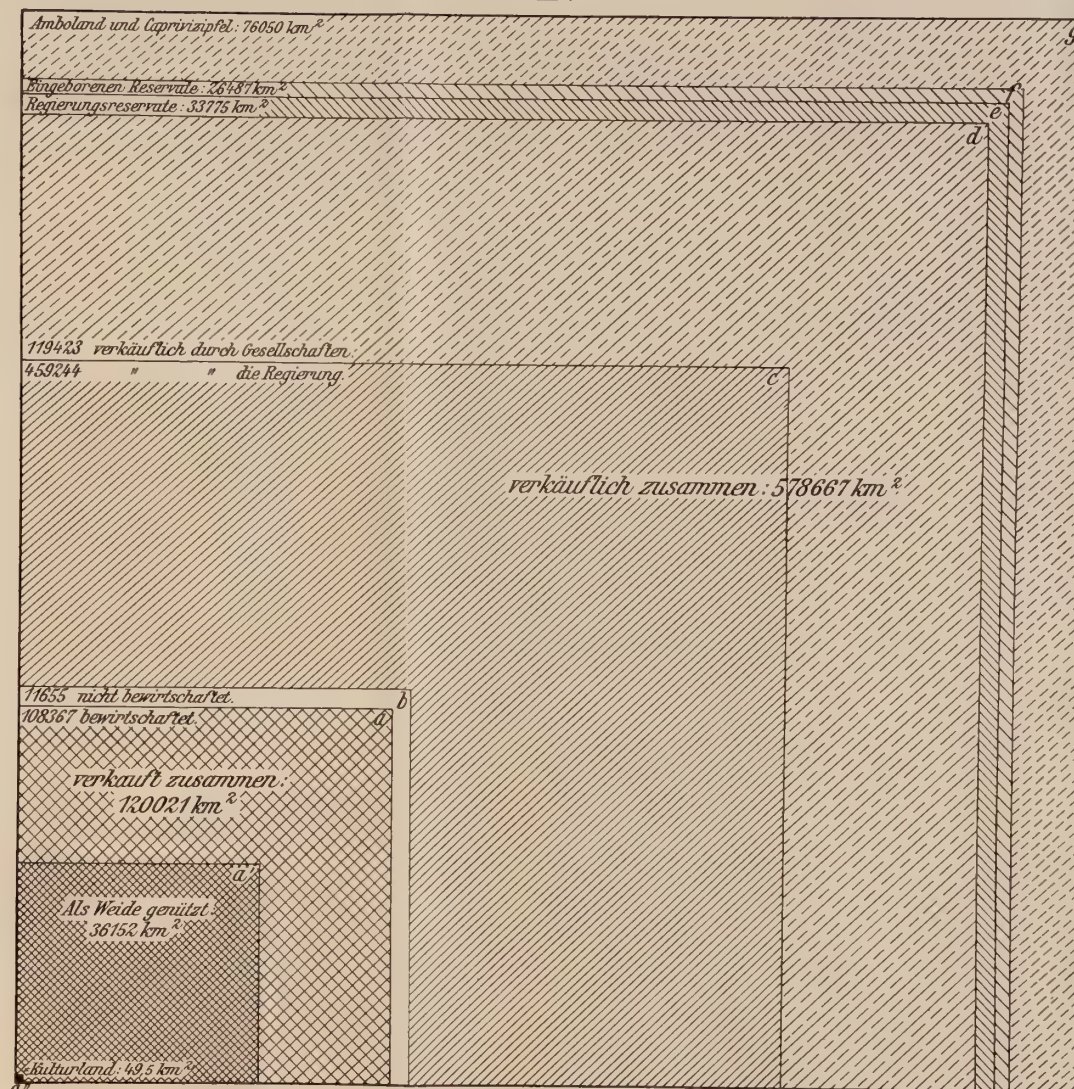 Amboland und Caprivizipfel: 76050 km²
g
Eingeborenen Reservate: 26487 km²
f
Regierungsreservate: 33775 km²
e
d
119423 verkäuflich durch Gesellschaften.
459244 " " die Regierung.
c
verkäuflich zusammen: 578667 km²
11655 nicht bewirtschaftet.
b
108367 bewirtschaftet.
a
verkauft zusammen:
120021 km²
a'
Als Weide genützt:
36152 km²
Kulturland: 49,5 km²
a"